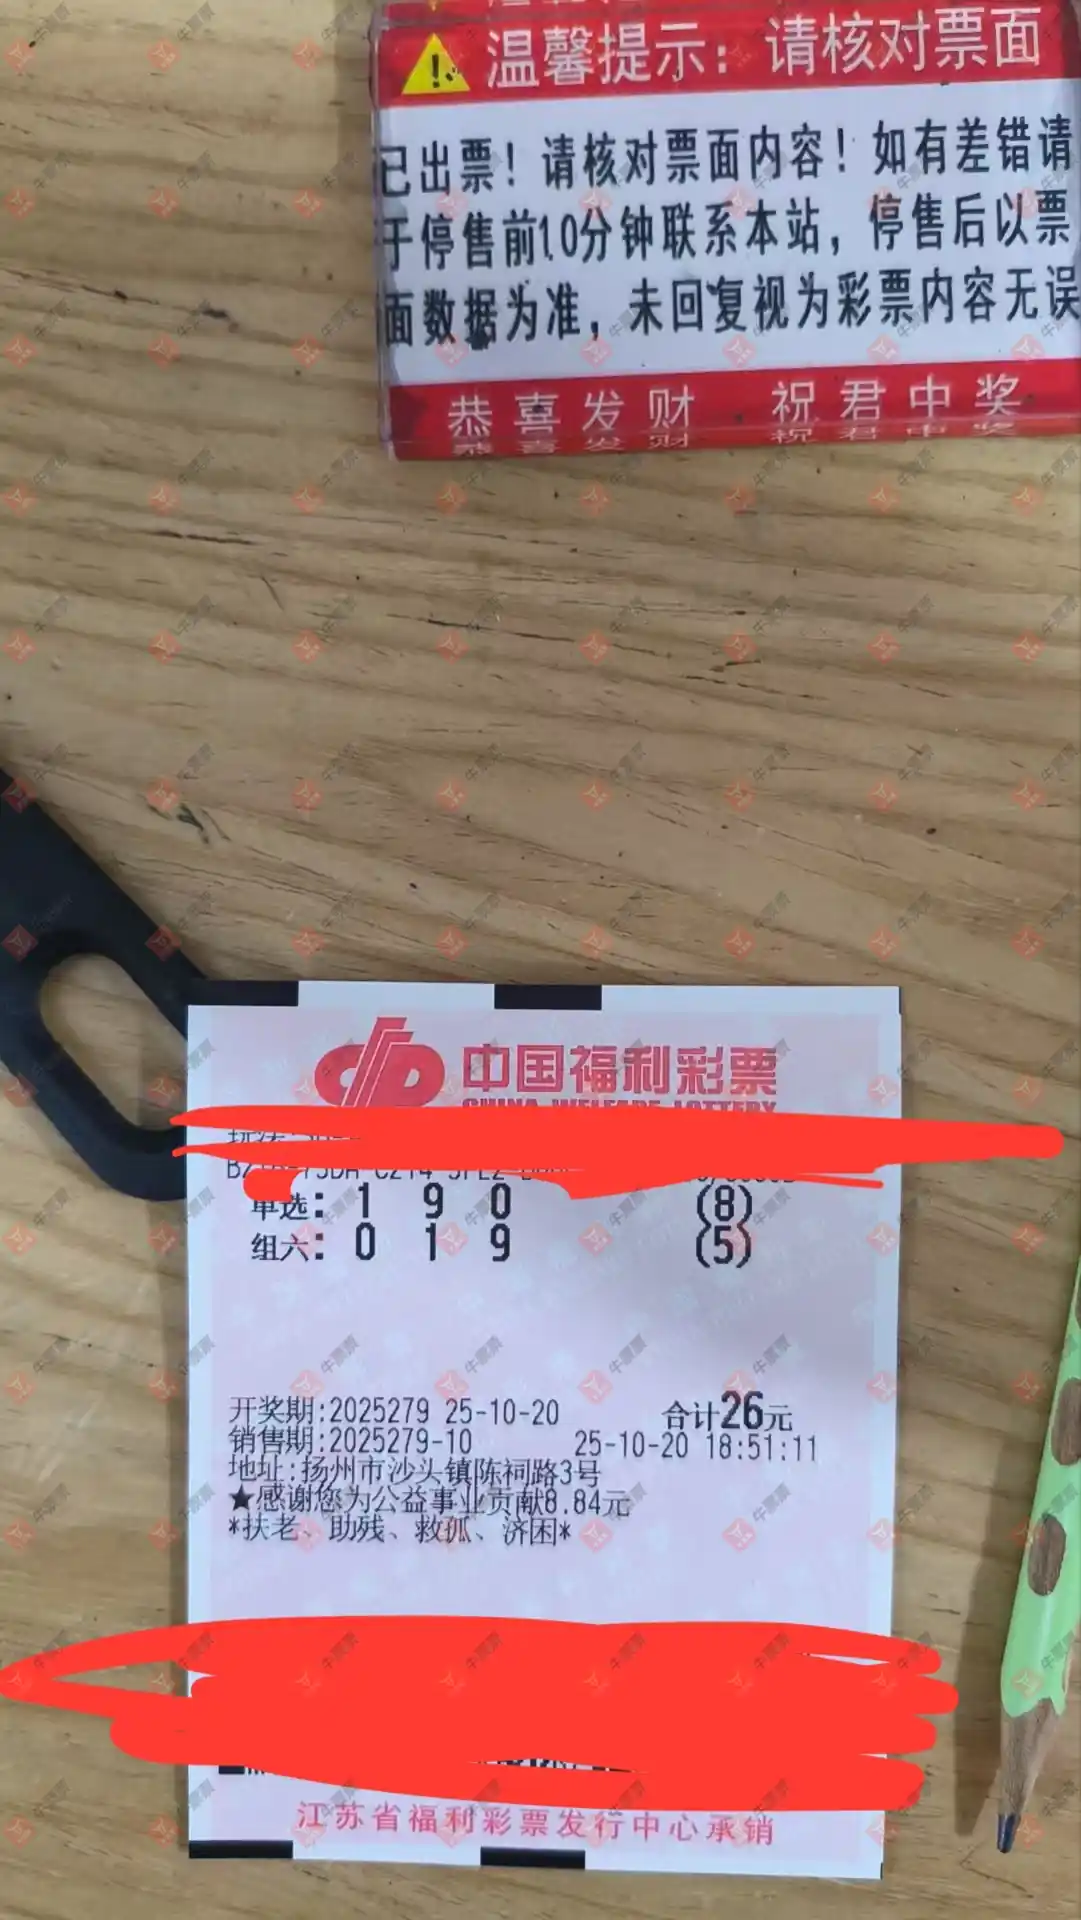 温馨提示：请核对票面
已出票！请核对票面内容！如有差错请
于停售前10分钟联系本站，停售后以票
面数据为准，未回复视为彩票内容无误
恭喜发财 祝君中奖
中国福利彩票
CHINA WELFARE LOTTERY
单选: 1 9 0 (8)
组六: 0 1 9 (5)
开奖期:2025279 25-10-20 合计26元
销售期:2025279-10 25-10-20 18:51:11
地址:扬州市沙头镇陈祠路3号
★感谢您为公益事业贡献8.84元
*扶老、助残、救孤、济困*
江苏省福利彩票发行中心承销
牛票票